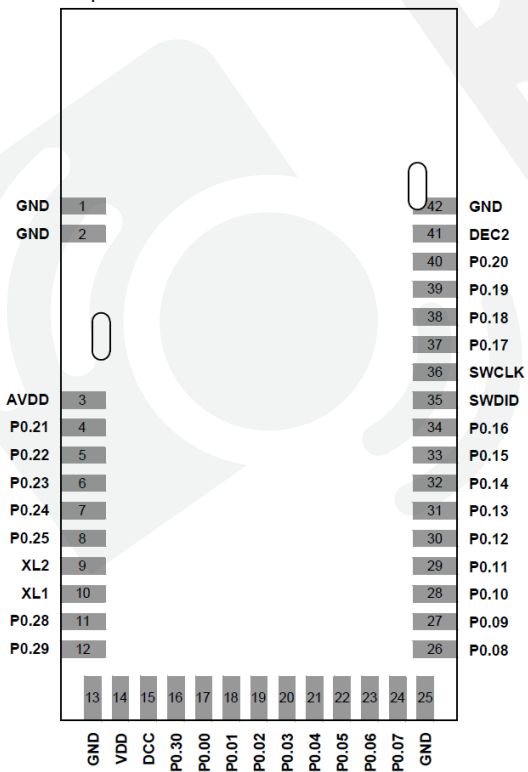 GND 1
GND 2
AVDD 3
P0.21 4
P0.22 5
P0.23 6
P0.24 7
P0.25 8
XL2 9
XL1 10
P0.28 11
P0.29 12
42 GND
41 DEC2
40 P0.20
39 P0.19
38 P0.18
37 P0.17
36 SWCLK
35 SWDID
34 P0.16
33 P0.15
32 P0.14
31 P0.13
30 P0.12
29 P0.11
28 P0.10
27 P0.09
26 P0.08
13 14 15 16 17 18 19 20 21 22 23 24 25
GND VDD DCC P0.30 P0.00 P0.01 P0.02 P0.03 P0.04 P0.05 P0.06 P0.07 GND